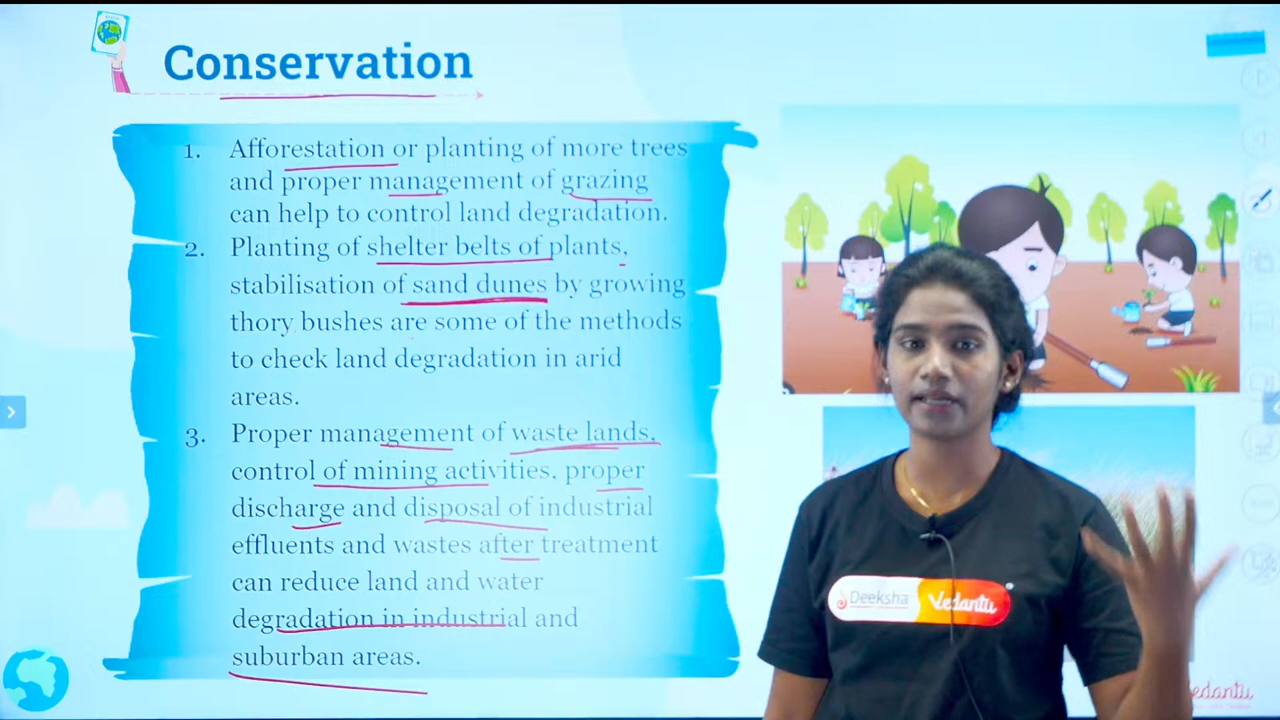 Conservation
1. Afforestation or planting of more trees
and proper management of grazing
can help to control land degradation.
2. Planting of shelter belts of plants,
stabilisation of sand dunes by growing
thory bushes are some of the methods
to check land degradation in arid
areas.
3. Proper management of waste lands,
control of mining activities, proper
discharge and disposal of industrial
effluents and wastes after treatment
can reduce land and water
degradation in industrial and
suburban areas.
Deeksha Vedantu
vedantu